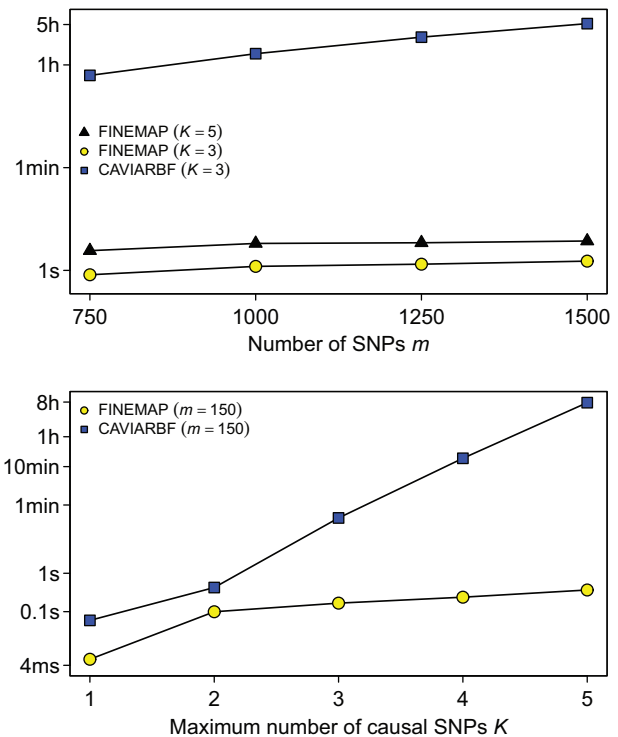 5h
1h
1min
1s
FINEMAP (K = 5)
FINEMAP (K = 3)
CAVIARBF (K = 3)
750 1000 1250 1500
Number of SNPs m
8h
1h
10min
1min
1s
0.1s
4ms
FINEMAP (m = 150)
CAVIARBF (m = 150)
1 2 3 4 5
Maximum number of causal SNPs K